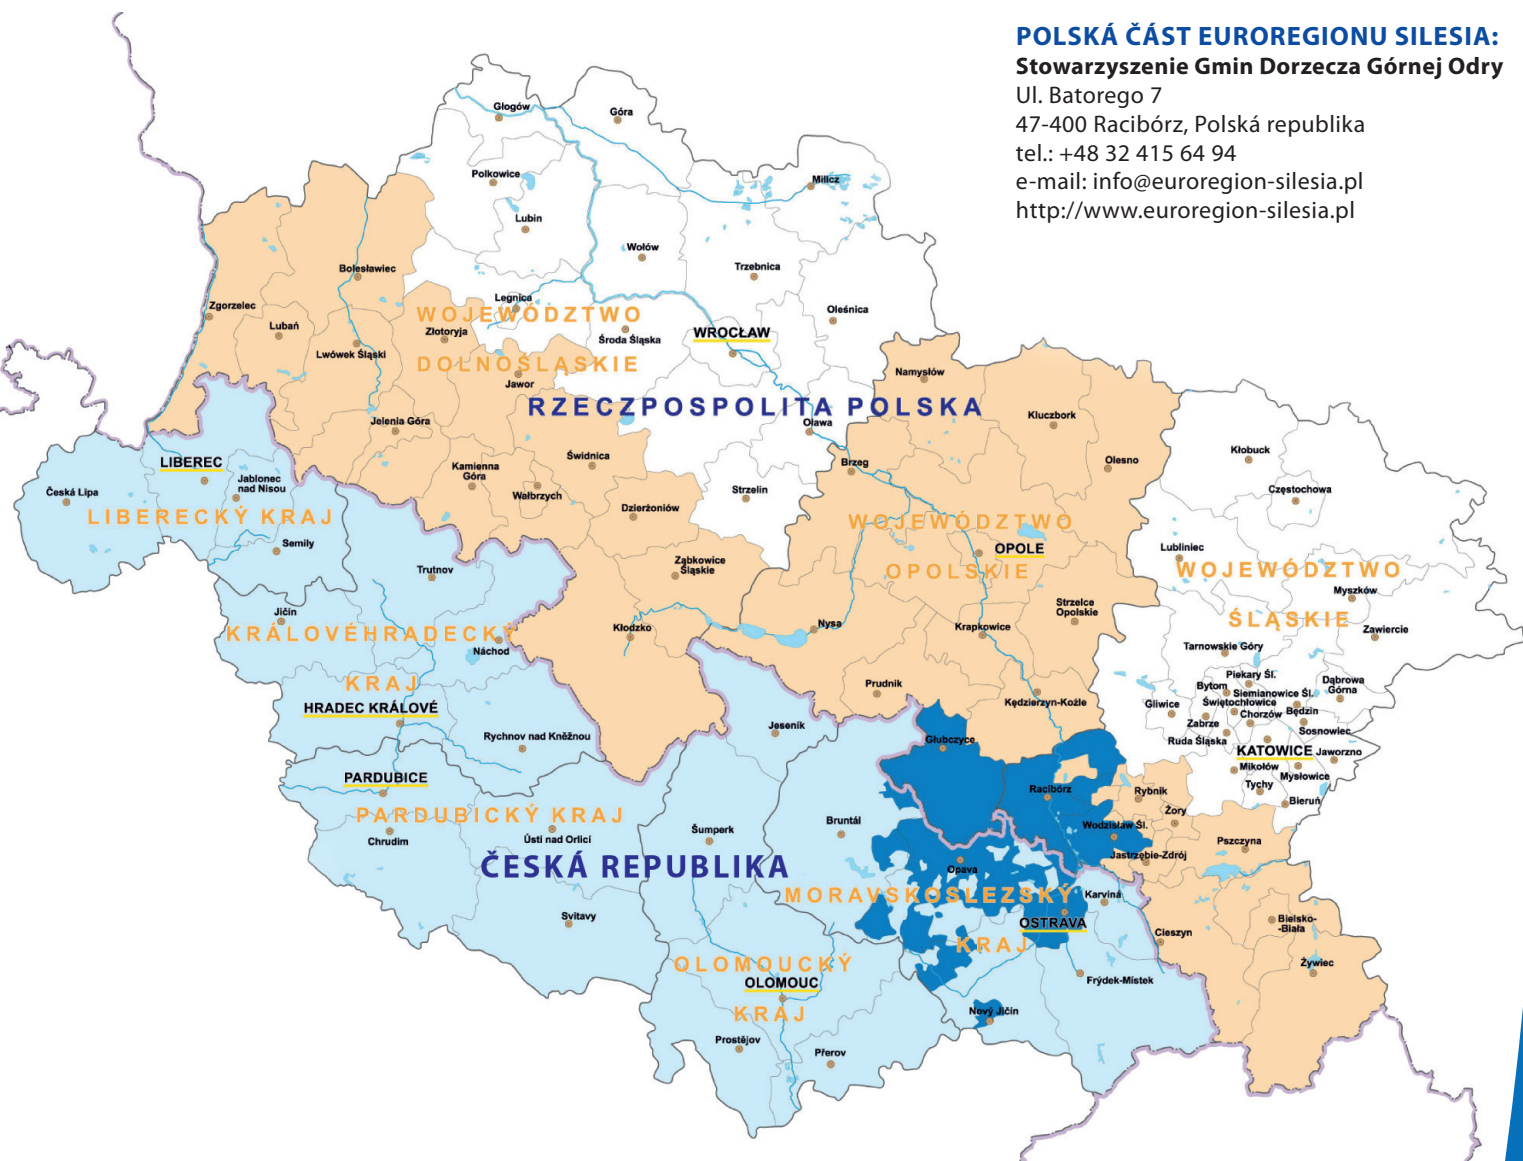 POLSKÁ ČÁST EUROREGIONU SILESIA:
Stowarzyszenie Gmin Dorzecza Górnej Odry
Ul. Batorego 7
47-400 Racibórz, Polská republika
tel.: +48 32 415 64 94
e-mail: info@euroregion-silesia.pl
http://www.euroregion-silesia.pl
Głogów
Góra
Polkowice
Milicz
Lubin
Wołów
Trzebnica
Bolesławiec
Zgorzelec
Legnica
Oleśnica
WOJEWÓDZTWO
Lubań
Złotoryja
Środa Śląska
WROCŁAW
Lwówek Śląski
DOLNOŚLĄSKIE
Jawor
Namysłów
RZECZPOSPOLITA POLSKA
Kluczbork
Jelenia Góra
Oława
Kłobuck
LIBEREC
Kamienna
Góra
Świdnica
Brzeg
Olesno
Česká Lipa
Jablonec
nad Nisou
Wałbrzych
Strzelin
Częstochowa
LIBERECKÝ KRAJ
Dzierżoniów
WOJEWÓDZTWO
Semily
OPOLE
Lubliniec
Trutnov
Ząbkowice
Śląskie
OPOLSKIE
WOJEWÓDZTWO
Myszków
Jičín
Strzelce
Opolskie
ŚLĄSKIE
KRÁLOVÉHRADECKÝ
Kłodzko
Nysa
Krapkowice
Zawiercie
Náchod
Tarnowskie Góry
KRAJ
Prudnik
Piekary Śl.
Dąbrowa
Górna
Bytom
Siemianowice Śl.
HRADEC KRÁLOVÉ
Kędzierzyn-Koźle
Gliwice
Świętochłowice
Będzin
Jeseník
Zabrze
Chorzów
Rychnov nad Kněžnou
Głubczyce
Ruda Śląska
Sosnowiec
KATOWICE
Jaworzno
PARDUBICE
Mikołów
Mysłowice
Racibórz
Rybnik
Tychy
Bieruń
PARDUBICKÝ KRAJ
Żory
Chrudim
Ústí nad Orlicí
Šumperk
Bruntál
Wodzisław Śl.
Pszczyna
ČESKÁ REPUBLIKA
Opava
Jastrzębie-Zdrój
MORAVSKOSLEZSKÝ
Karviná
Svitavy
OSTRAVA
Bielsko-
-Biała
KRAJ
Cieszyn
OLOMOUCKÝ
Żywiec
OLOMOUC
Frýdek-Místek
KRAJ
Nový Jičín
Prostějov
Přerov